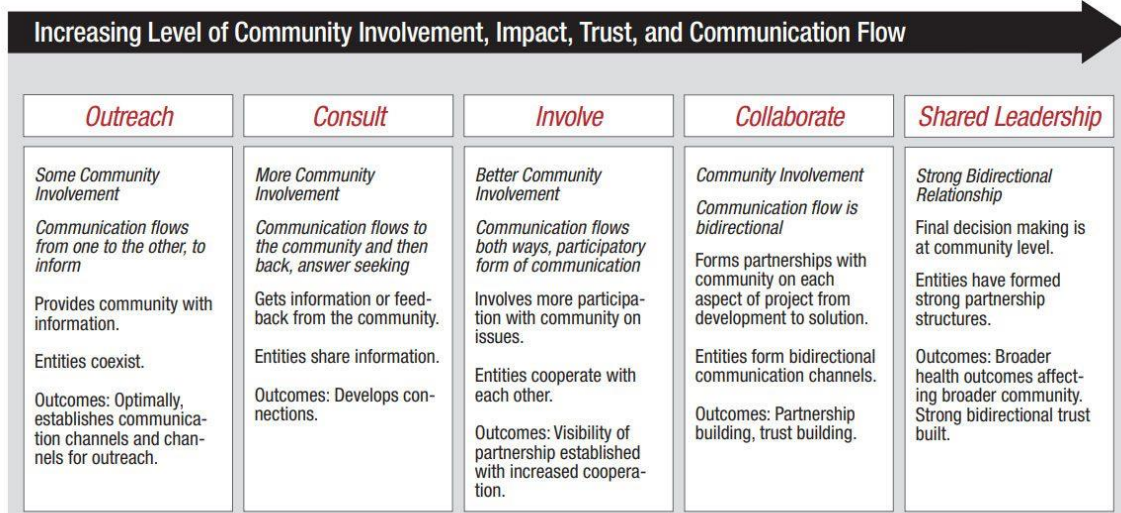 Increasing Level of Community Involvement, Impact, Trust, and Communication Flow
Outreach
Some Community
Involvement
Communication flows
from one to the other, to
inform
Provides community with
information.
Entities coexist.
Outcomes: Optimally,
establishes communica-
tion channels and chan-
nels for outreach.
Consult
More Community
Involvement
Communication flows to
the community and then
back, answer seeking
Gets information or feed-
back from the community.
Entities share information.
Outcomes: Develops con-
nections.
Involve
Better Community
Involvement
Communication flows
both ways, participatory
form of communication
Involves more participa-
tion with community on
issues.
Entities cooperate with
each other.
Outcomes: Visibility of
partnership established
with increased coopera-
tion.
Collaborate
Community Involvement
Communication flow is
bidirectional
Forms partnerships with
community on each
aspect of project from
development to solution.
Entities form bidirectional
communication channels.
Outcomes: Partnership
building, trust building.
Shared Leadership
Strong Bidirectional
Relationship
Final decision making is
at community level.
Entities have formed
strong partnership
structures.
Outcomes: Broader
health outcomes affect-
ing broader community.
Strong bidirectional trust
built.